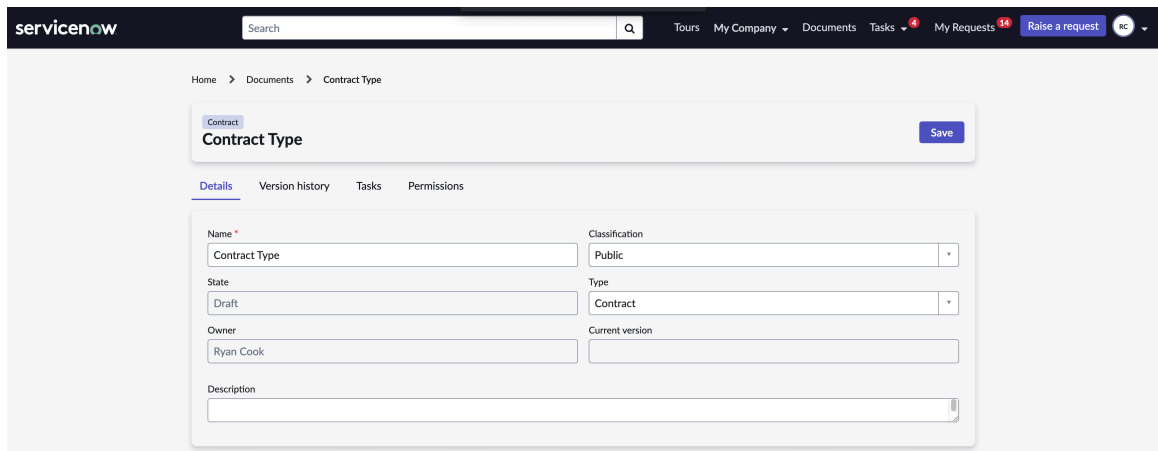 servicenow
Search
Tours My Company Documents Tasks 4 My Requests 14 Raise a request RC
Home > Documents > Contract Type
Contract
Contract Type
Save
Details Version history Tasks Permissions
Name * Classification
Contract Type Public
State Type
Draft Contract
Owner Current version
Ryan Cook
Description